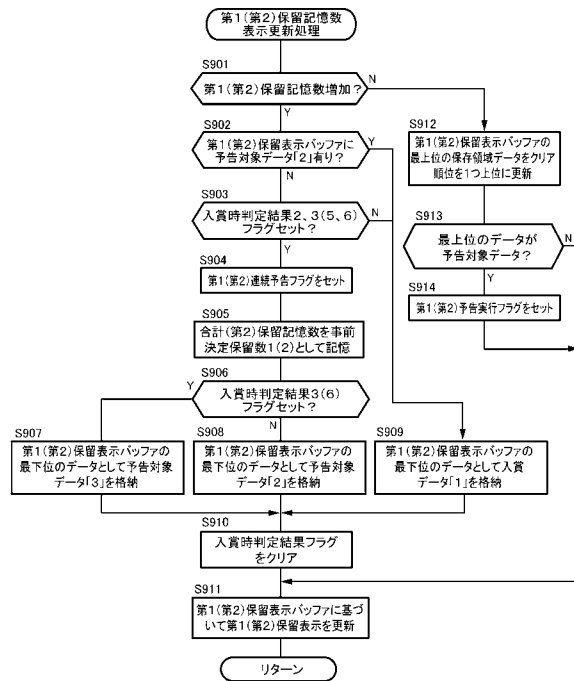 第1(第2)保留記憶数
表示更新処理
S901
第1(第2)保留記憶数増加?
N
Y
S902
第1(第2)保留表示バッファに
予告対象データ「2」有り?
Y
N
S912
第1(第2)保留表示バッファの
最上位の保存領域データをクリア
順位を1つ上位に更新
S903
入賞時判定結果2、3(5、6)
フラグセット?
N
Y
S913
最上位のデータが
予告対象データ?
N
Y
S904
第1(第2)連続予告フラグをセット
S914
第1(第2)予告実行フラグをセット
S905
合計(第2)保留記憶数を事前
決定保留数1(2)として記憶
S906
入賞時判定結果3(6)
フラグセット?
Y
N
S907
第1(第2)保留表示バッファの
最下位のデータとして予告対象
データ「3」を格納
S908
第1(第2)保留表示バッファの
最下位のデータとして予告対象
データ「2」を格納
S909
第1(第2)保留表示バッファの
最下位のデータとして入賞
データ「1」を格納
S910
入賞時判定結果フラグ
をクリア
S911
第1(第2)保留表示バッファに基づ
いて第1(第2)保留表示を更新
リターン